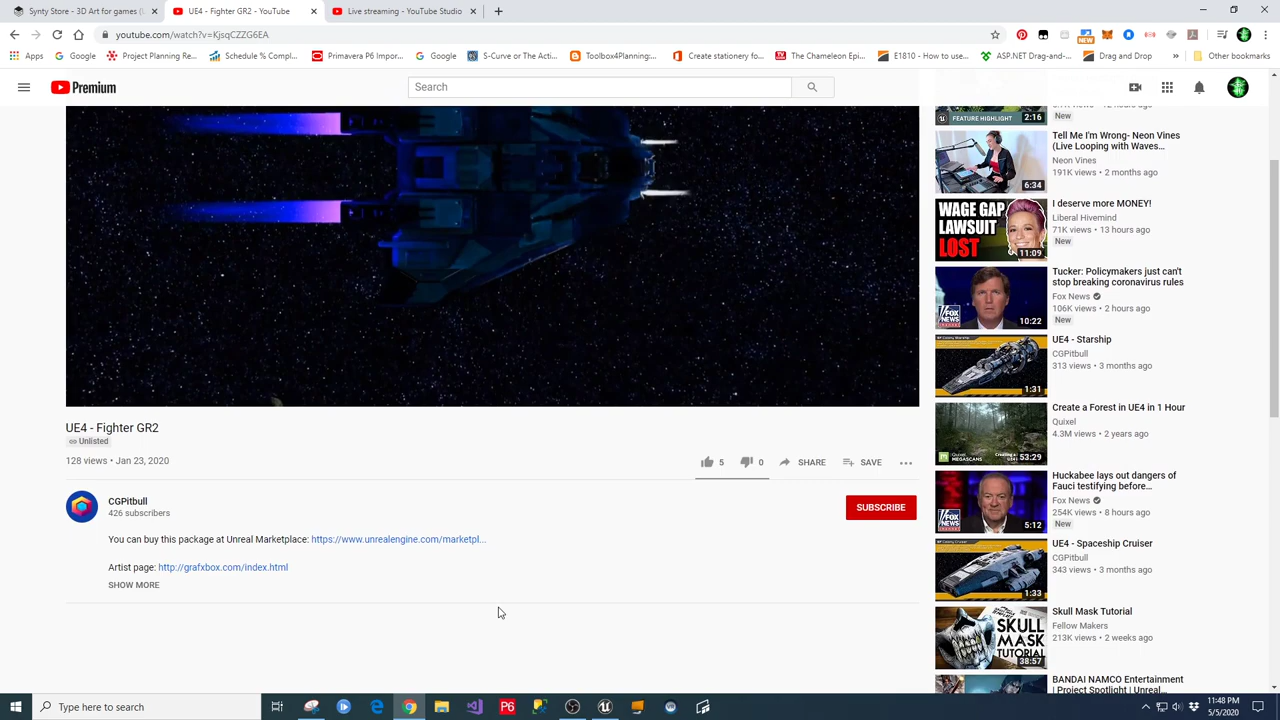 Synty Store - 3D Art for games (
UE4 - Fighter GR2 - YouTube
Live streaming - YouTube Studio
youtube.com/watch?v=KjsqCZZG6EA
NEW
Apps
Google
Project Planning Re...
Schedule % Compl...
Primavera P6 Versio...
Google
S-Curve or The Acti...
Toolbox4Planning:...
Create stationery fo...
The Chameleon Epi...
E1810 - How to use...
ASP.NET Drag-and-...
Drag and Drop
»
Other bookmarks
Premium
Search
FEATURE HIGHLIGHT
2:16
New
Tell Me I'm Wrong- Neon Vines
(Live Looping with Waves...
Neon Vines
191K views • 2 months ago
6:34
WAGE GAP
LAWSUIT
LOST
11:09
I deserve more MONEY!
Liberal Hivemind
71K views • 13 hours ago
New
FOX
NEWS
10:22
Tucker: Policymakers just can't
stop breaking coronavirus rules
Fox News
106K views • 2 hours ago
New
1:31
UE4 - Starship
CGPitbull
313 views • 3 months ago
MEGASCANS
53:29
Create a Forest in UE4 in 1 Hour
Quixel
4.3M views • 2 years ago
FOX
NEWS
5:12
Huckabee lays out dangers of
Fauci testifying before...
Fox News
254K views • 8 hours ago
New
1:33
UE4 - Spaceship Cruiser
CGPitbull
343 views • 3 months ago
SKULL
MASK
TUTORIAL
38:57
Skull Mask Tutorial
Fellow Makers
213K views • 2 weeks ago
BANDAI NAMCO Entertainment
| Project Spotlight | Unreal...
UE4 - Fighter GR2
Unlisted
128 views • Jan 23, 2020
5
0
SHARE
SAVE
CGPitbull
426 subscribers
SUBSCRIBE
You can buy this package at Unreal Marketplace: https://www.unrealengine.com/marketpl...
Artist page: http://grafxbox.com/index.html
SHOW MORE
Type here to search
P6
11:48 PM
5/5/2020